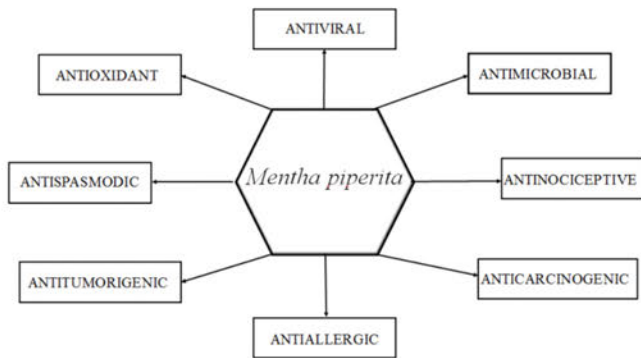 ANTIVIRAL
ANTIOXIDANT
ANTIMICROBIAL
Mentha piperita
ANTISPASMODIC
ANTINOCICEPTIVE
ANTITUMORIGENIC
ANTICARCINOGENIC
ANTIALLERGIC